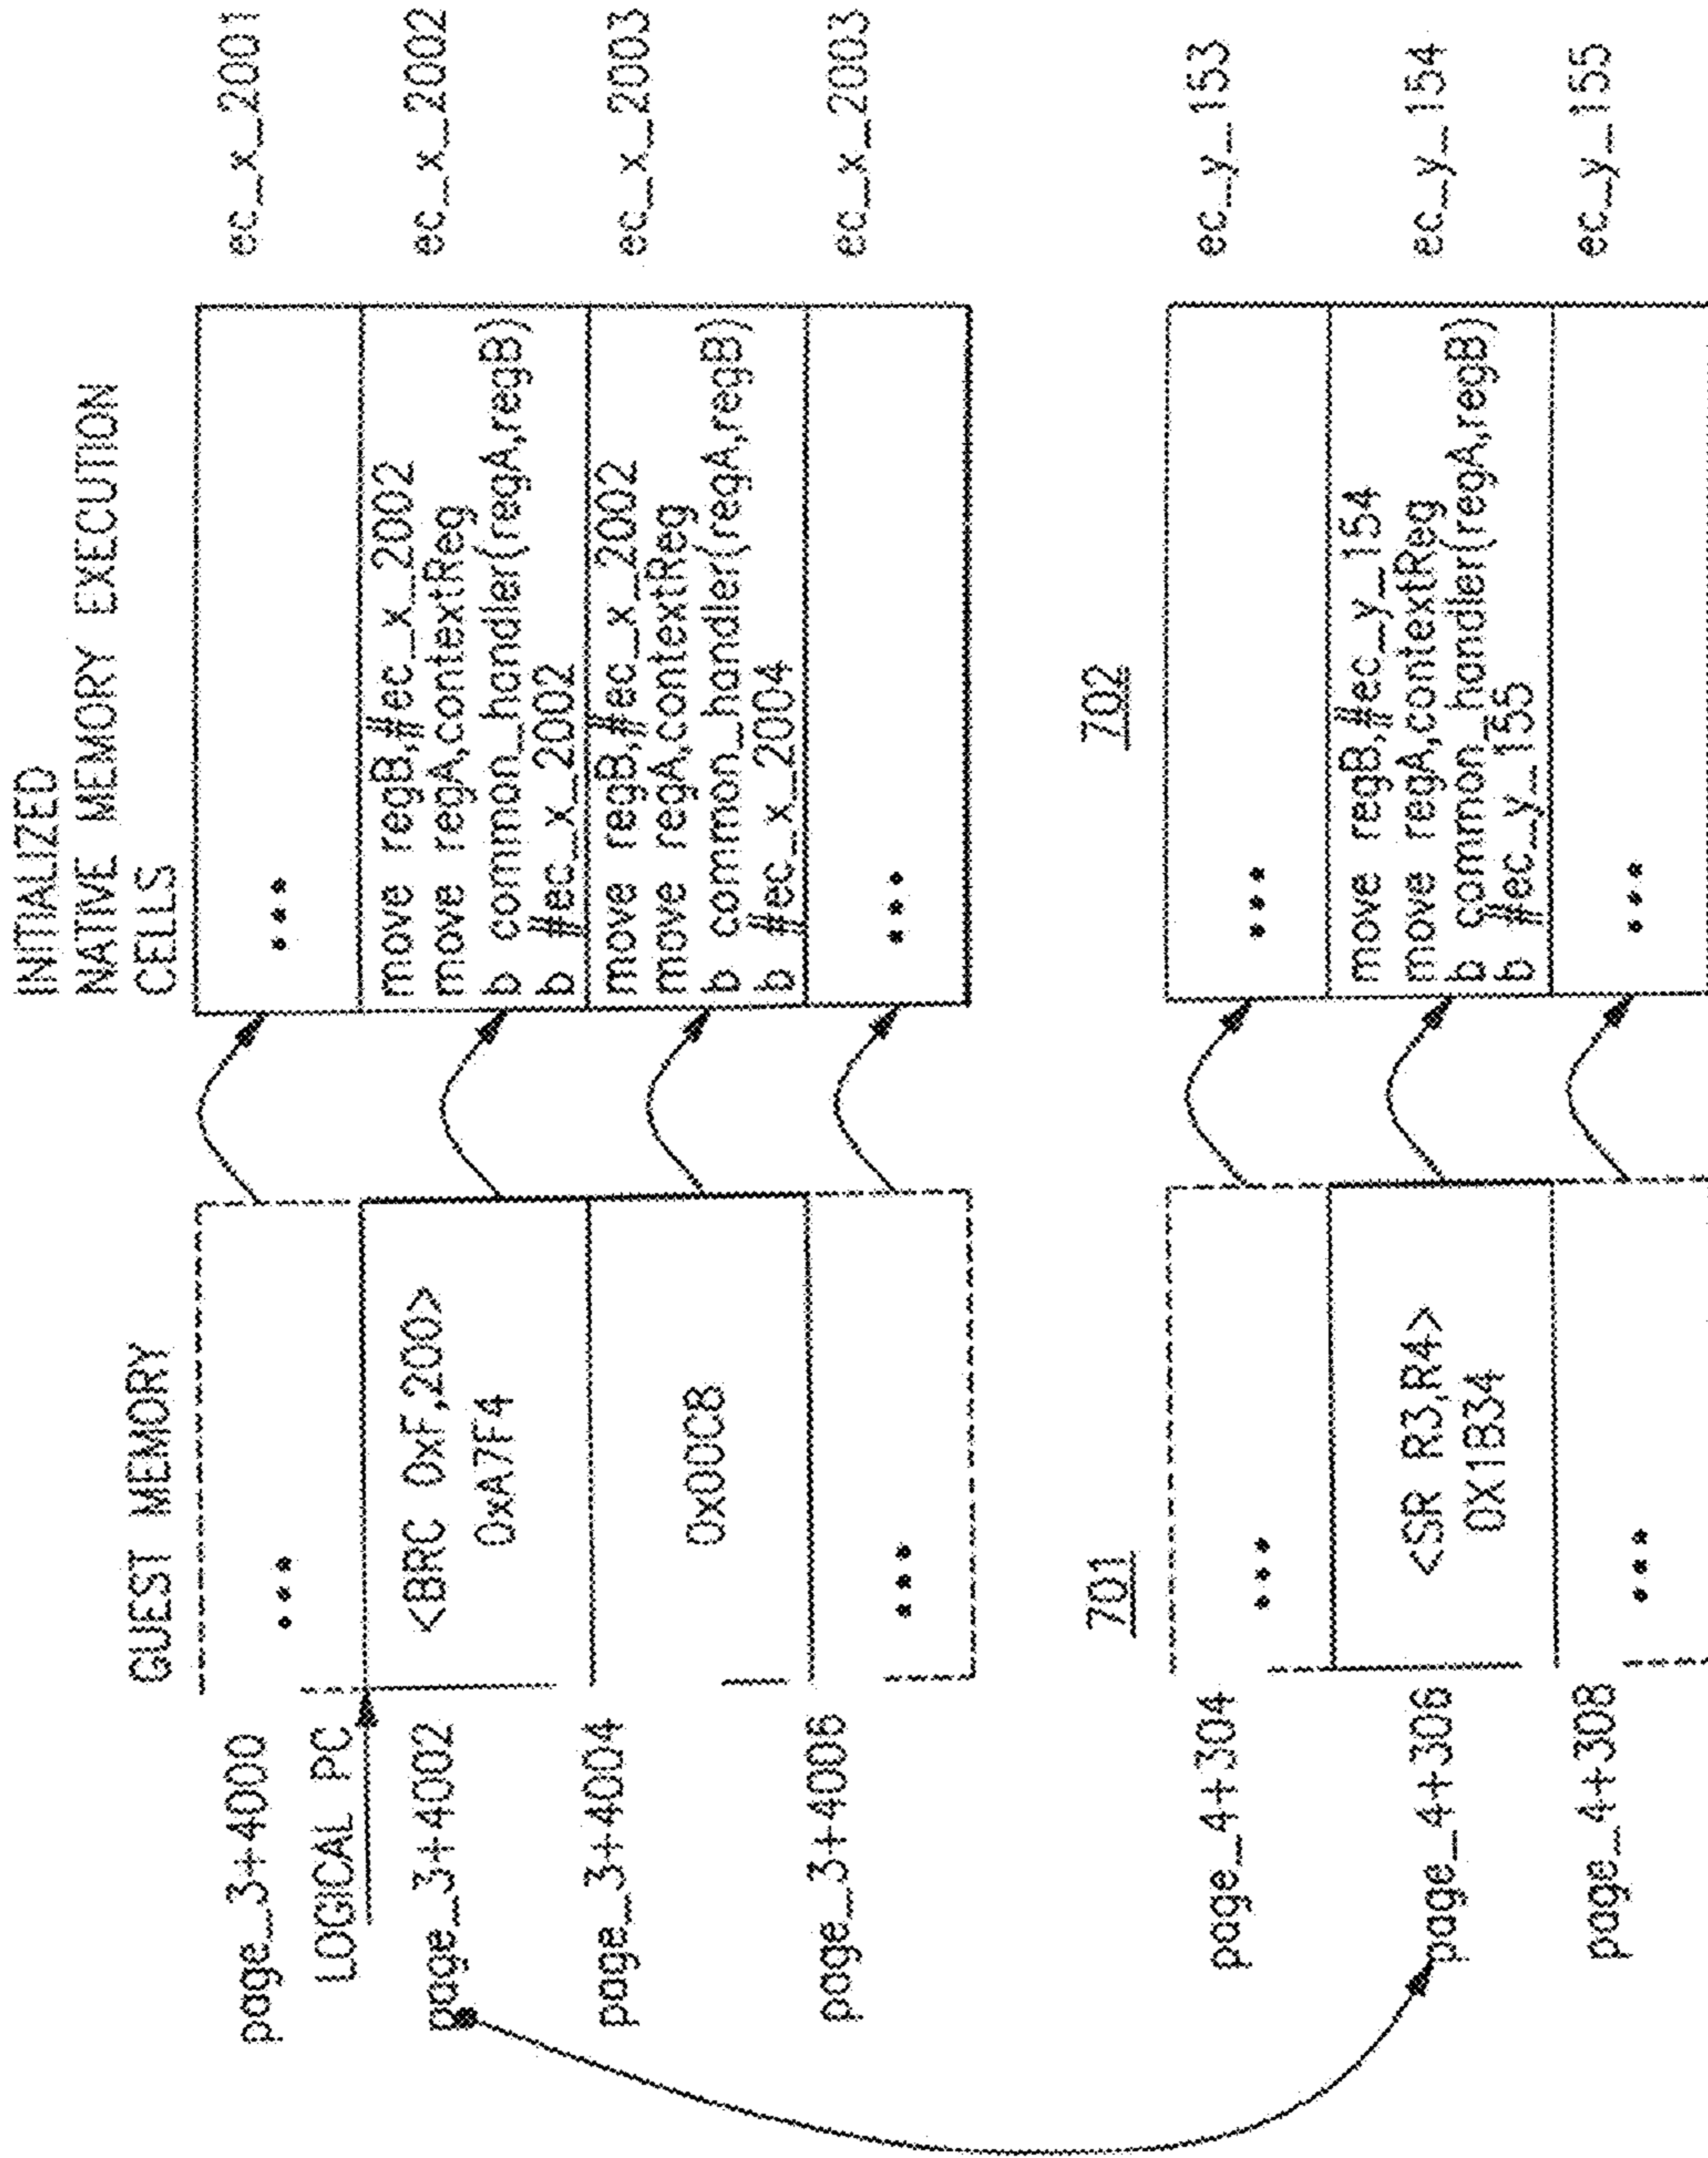 INITIALIZED
NATIVE MEMORY EXECUTION
CELLS
GUEST MEMORY
page_3+4000
•••
•••
ec_x_2001
LOGICAL PC
page_3+4002
<BRC 0xF,200>
0xA7F4
move regB,#ec_x_2002
move regA,contextReg
b common_handler(regA,regB)
b #ec_x_2002
ec_x_2002
page_3+4004
0x00C8
move regB,#ec_x_2002
move regA,contextReg
b common_handler(regA,regB)
b #ec_x_2004
ec_x_2003
page_3+4006
•••
•••
ec_x_2003
701
702
page_4+304
•••
•••
ec_y_153
page_4+306
<SR R3,R4>
0X1B34
move regB,#ec_y_154
move regA,contextReg
b common_handler(regA,regB)
b #ec_y_155
ec_y_154
page_4+308
•••
•••
ec_y_155